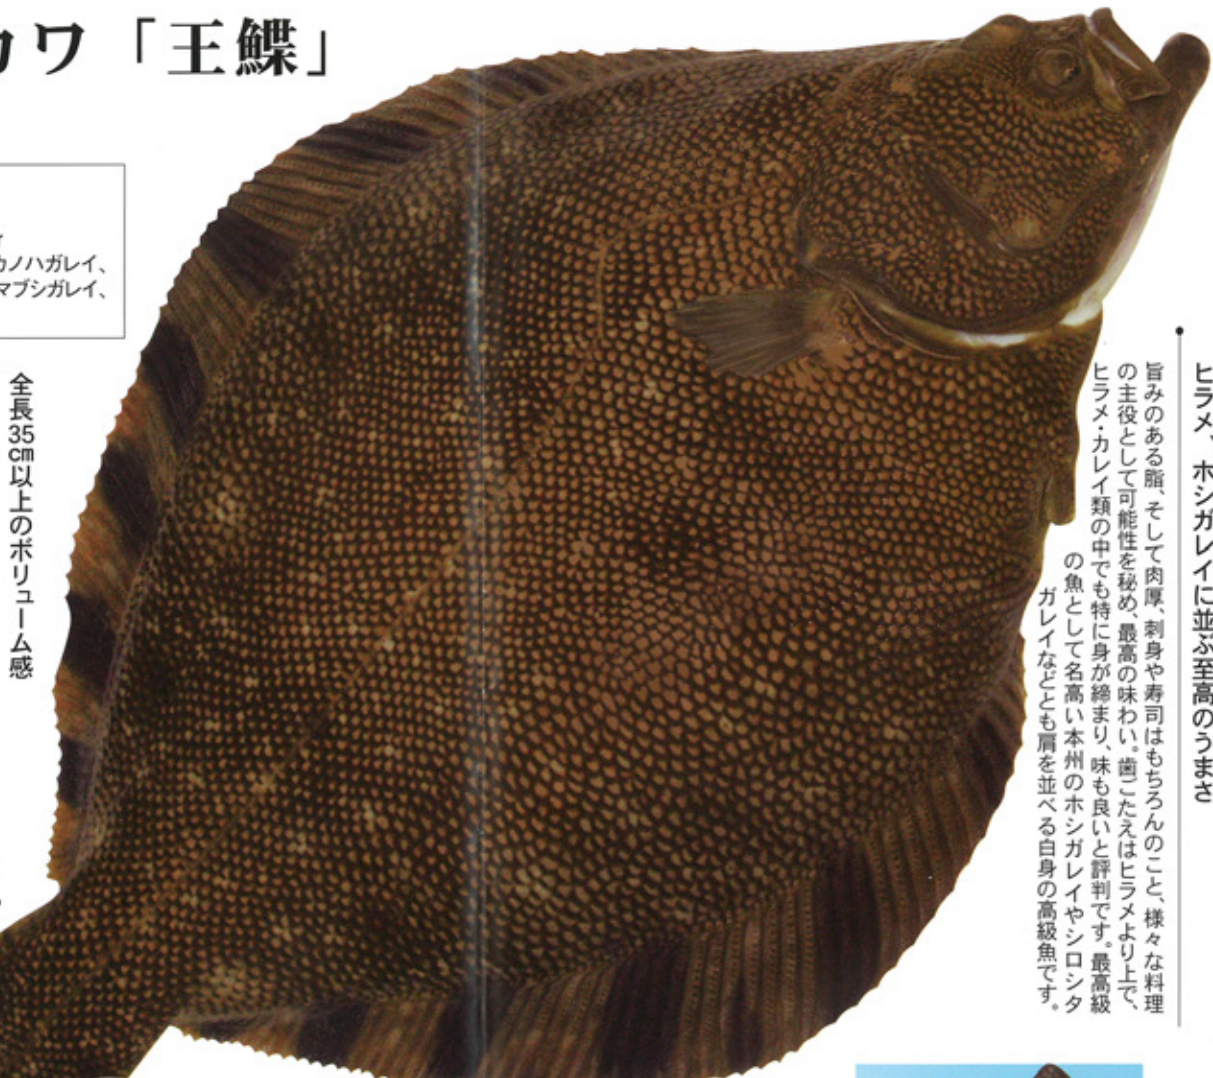 カワ「王鰈」
カノハガレイ、
マブシガレイ、
ヒラメ、ホシガレイに並ぶ至高のうまさ
旨みのある脂、そして肉厚、刺身や寿司はもちろんのこと、様々な料理
の主役として可能性を秘め、最高の味わい。歯ごたえはヒラメより上で、
ヒラメ・カレイ類の中でも特に身が締まり、味も良いと評判です。最高級
の魚として名高い本州のホシガレイやシロシタ
ガレイなどとも肩を並べる白身の高級魚です。
全長35cm以上のボリューム感